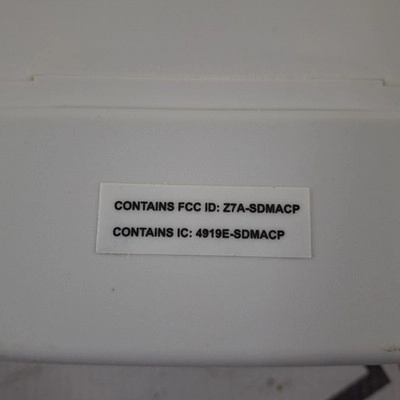 CONTAINS FCC ID: Z7A-SDMACP
CONTAINS IC: 4919E-SDMACP